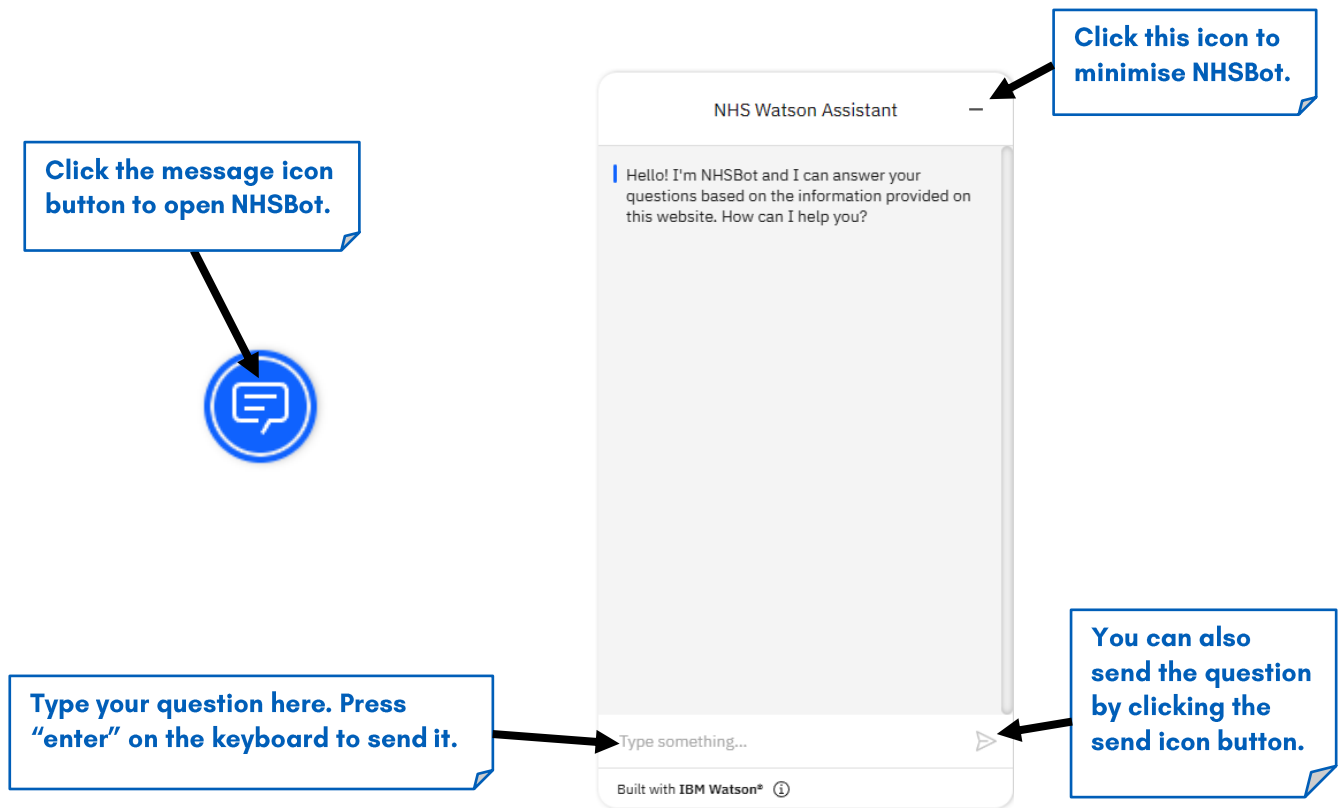 Click this icon to
minimise NHSBot.
NHS Watson Assistant
Click the message icon
button to open NHSBot.
Hello! I'm NHSBot and I can answer your
questions based on the information provided on
this website. How can I help you?
You can also
send the question
by clicking the
send icon button.
Type your question here. Press
“enter” on the keyboard to send it.
Type something...
Built with IBM Watson®